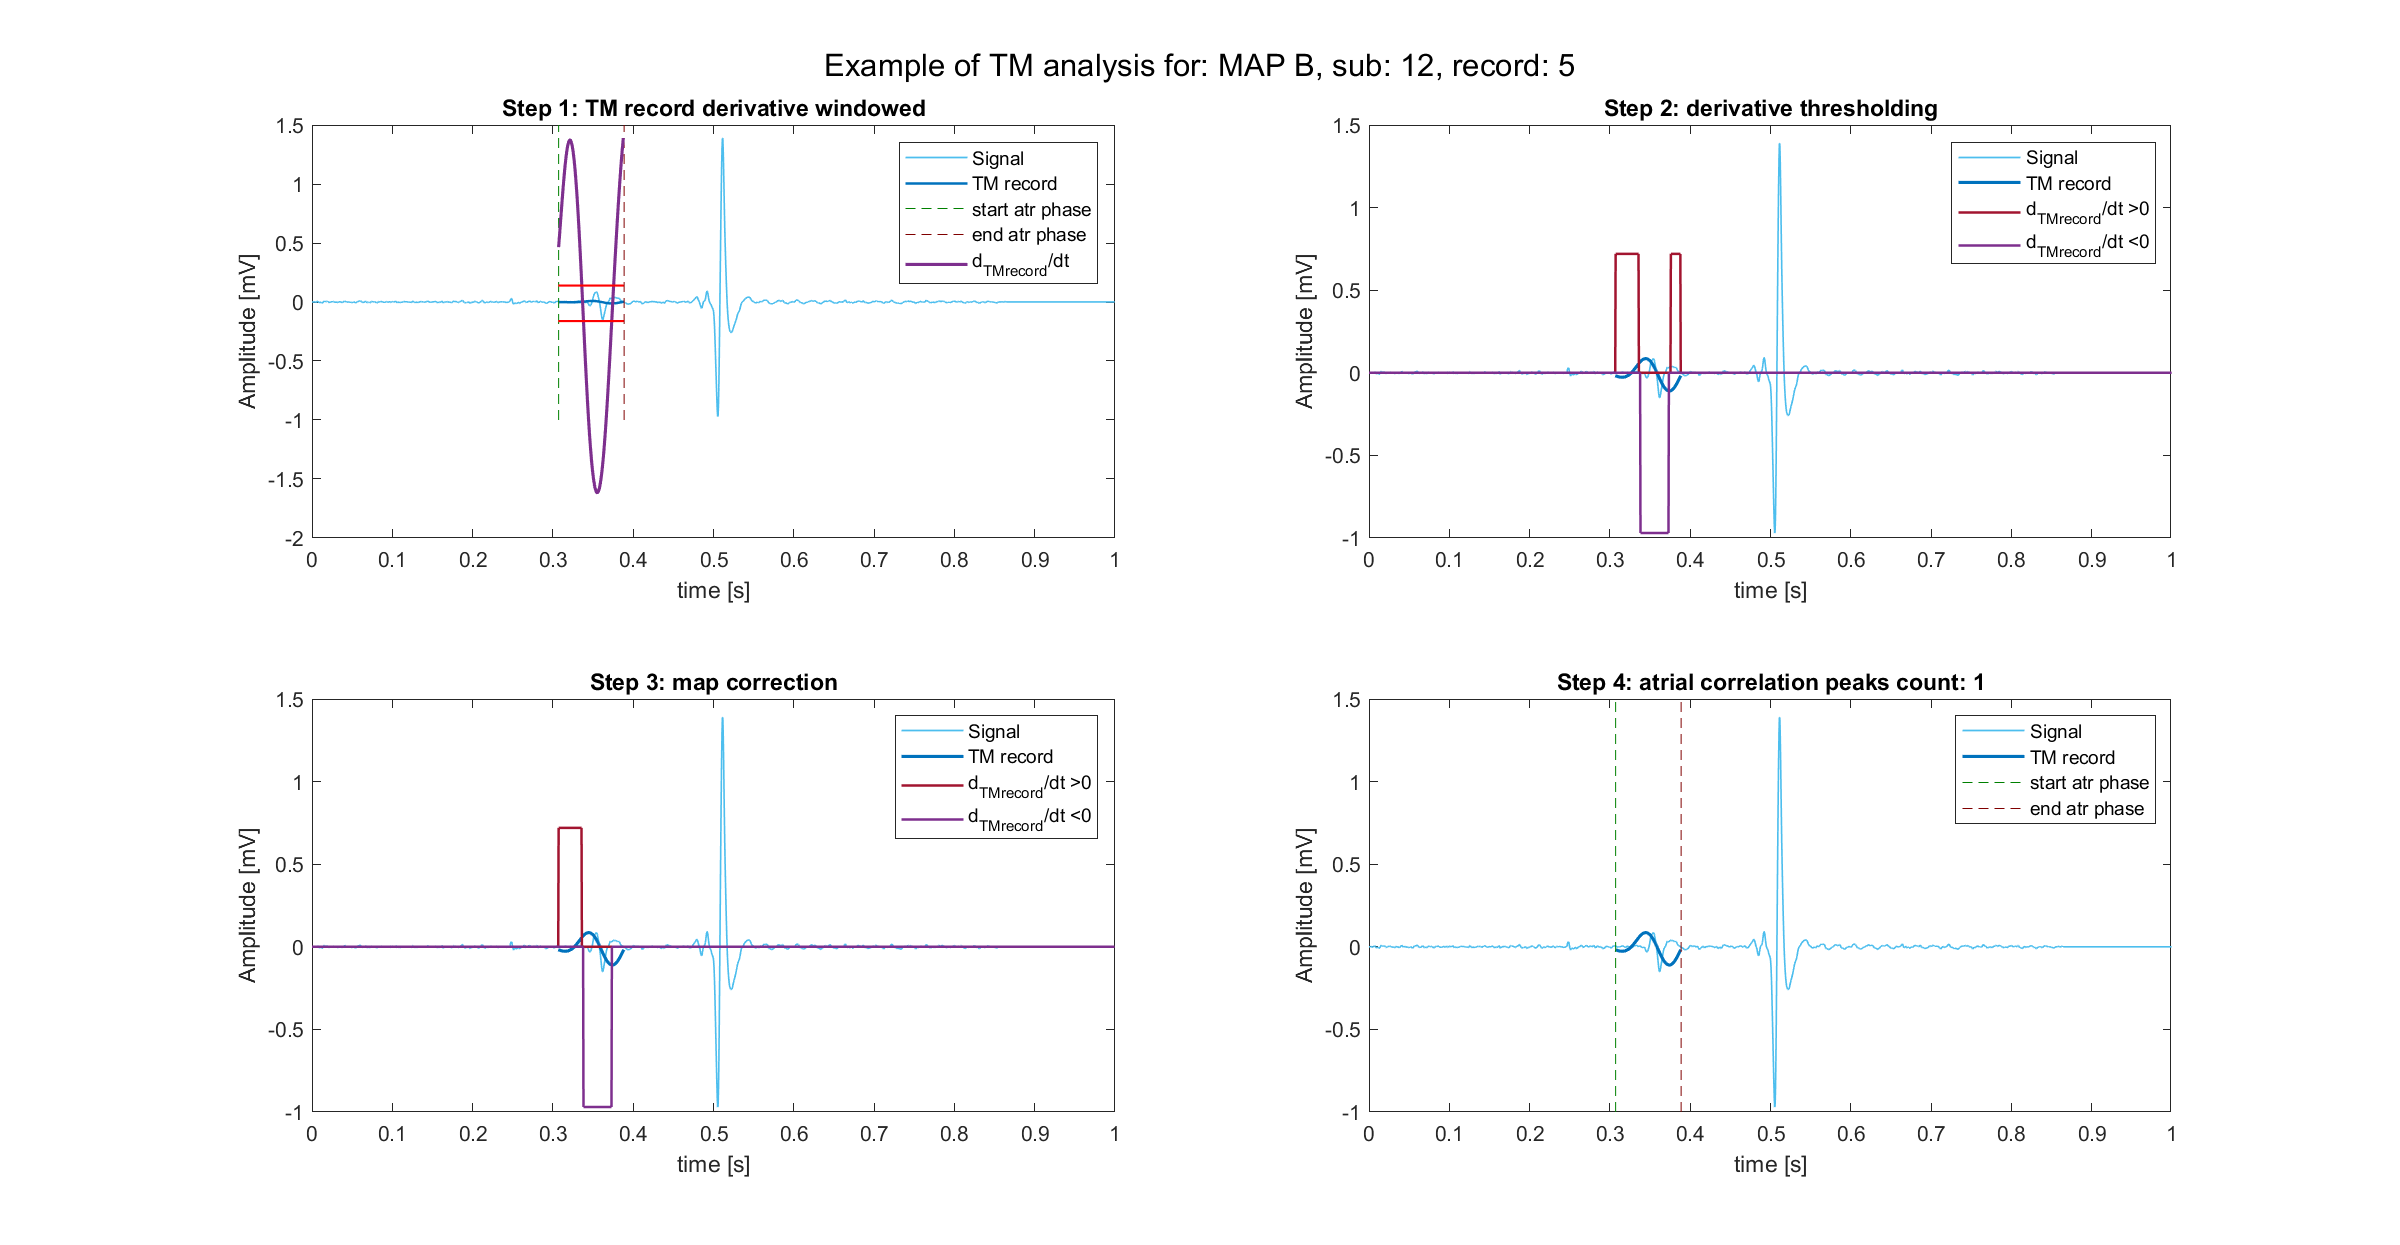 Example of TM analysis for: MAP B, sub: 12, record: 5
Step 1: TM record derivative windowed
1.5
1
0.5
0
-0.5
-1
-1.5
-2
Amplitude [mV]
0 0.1 0.2 0.3 0.4 0.5 0.6 0.7 0.8 0.9 1
time [s]
Signal
TM record
start atr phase
end atr phase
dTMrecord/dt
Step 2: derivative thresholding
1.5
1
0.5
0
-0.5
-1
Amplitude [mV]
0 0.1 0.2 0.3 0.4 0.5 0.6 0.7 0.8 0.9 1
time [s]
Signal
TM record
dTMrecord/dt >0
dTMrecord/dt <0
Step 3: map correction
1.5
1
0.5
0
-0.5
-1
Amplitude [mV]
0 0.1 0.2 0.3 0.4 0.5 0.6 0.7 0.8 0.9 1
time [s]
Signal
TM record
dTMrecord/dt >0
dTMrecord/dt <0
Step 4: atrial correlation peaks count: 1
1.5
1
0.5
0
-0.5
-1
Amplitude [mV]
0 0.1 0.2 0.3 0.4 0.5 0.6 0.7 0.8 0.9 1
time [s]
Signal
TM record
start atr phase
end atr phase